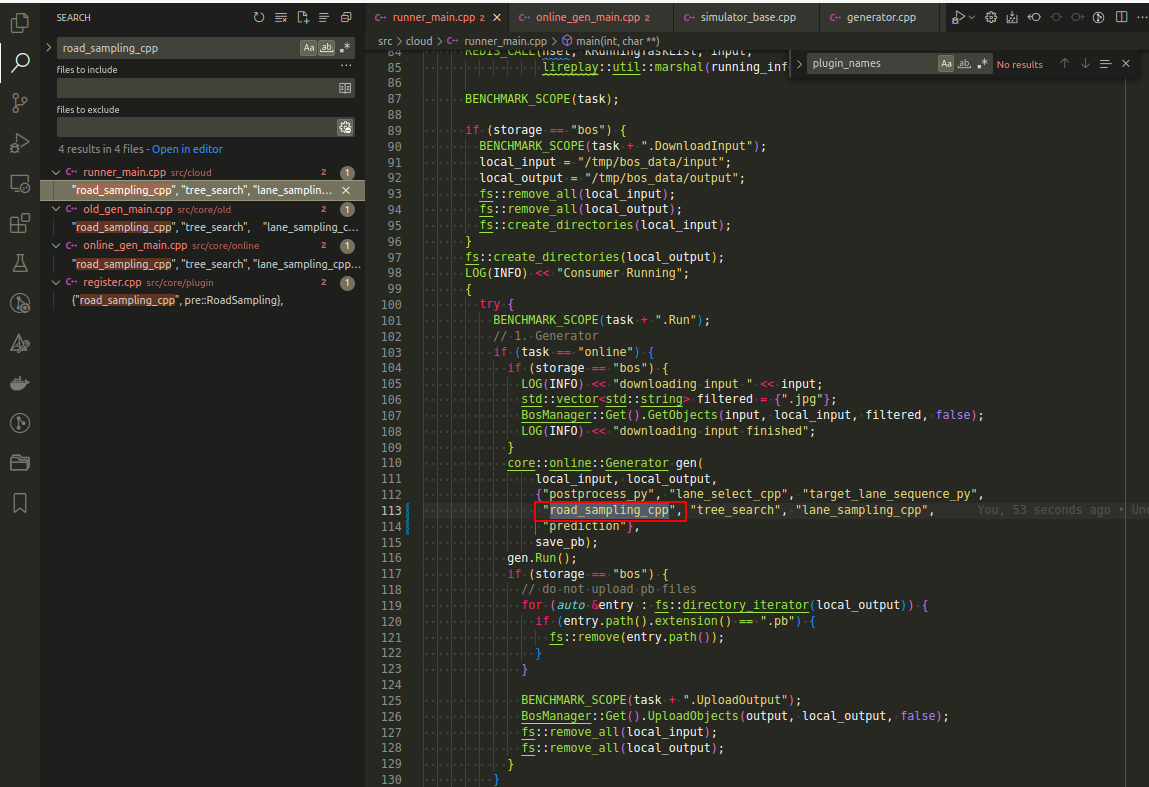 SEARCH
road_sampling_cpp
Aa ab .*
files to include
...
files to exclude
4 results in 4 files - Open in editor
runner_main.cpp src/cloud 2 1
"road_sampling_cpp", "tree_search", "lane_samplin...
old_gen_main.cpp src/core/old 2 1
"road_sampling_cpp", "tree_search", "lane_sampling_c...
online_gen_main.cpp src/core/online 2 1
"road_sampling_cpp", "tree_search", "lane_sampling_cpp...
register.cpp src/core/plugin 2 1
{"road_sampling_cpp", pre::RoadSampling},
runner_main.cpp 2 online_gen_main.cpp 2 simulator_base.cpp generator.cpp
src > cloud > runner_main.cpp > main(int, char **)
plugin_names Aa ab .* No results
84 REDIS_CALL(hset, kRunningTaskList, input,
85 lireplay::util::marshal(running_inf
86
87 BENCHMARK_SCOPE(task);
88
89 if (storage == "bos") {
90 BENCHMARK_SCOPE(task + ".DownloadInput");
91 local_input = "/tmp/bos_data/input";
92 local_output = "/tmp/bos_data/output";
93 fs::remove_all(local_input);
94 fs::remove_all(local_output);
95 fs::create_directories(local_input);
96 }
97 fs::create_directories(local_output);
98 LOG(INFO) << "Consumer Running";
99 {
100 try {
101 BENCHMARK_SCOPE(task + ".Run");
102 // 1. Generator
103 if (task == "online") {
104 if (storage == "bos") {
105 LOG(INFO) << "downloading input " << input;
106 std::vector<std::string> filtered = {".jpg"};
107 BosManager::Get().GetObjects(input, local_input, filtered, false);
108 LOG(INFO) << "downloading input finished";
109 }
110 core::online::Generator gen(
111 local_input, local_output,
112 {"postprocess_py", "lane_select_cpp", "target_lane_sequence_py",
113 "road_sampling_cpp", "tree_search", "lane_sampling_cpp", You, 53 seconds ago • Unc
114 "prediction"},
115 save_pb);
116 gen.Run();
117 if (storage == "bos") {
118 // do not upload pb files
119 for (auto &entry : fs::directory_iterator(local_output)) {
120 if (entry.path().extension() == ".pb") {
121 fs::remove(entry.path());
122 }
123 }
124
125 BENCHMARK_SCOPE(task + ".UploadOutput");
126 BosManager::Get().UploadObjects(output, local_output, false);
127 fs::remove_all(local_input);
128 fs::remove_all(local_output);
129 }
130 }